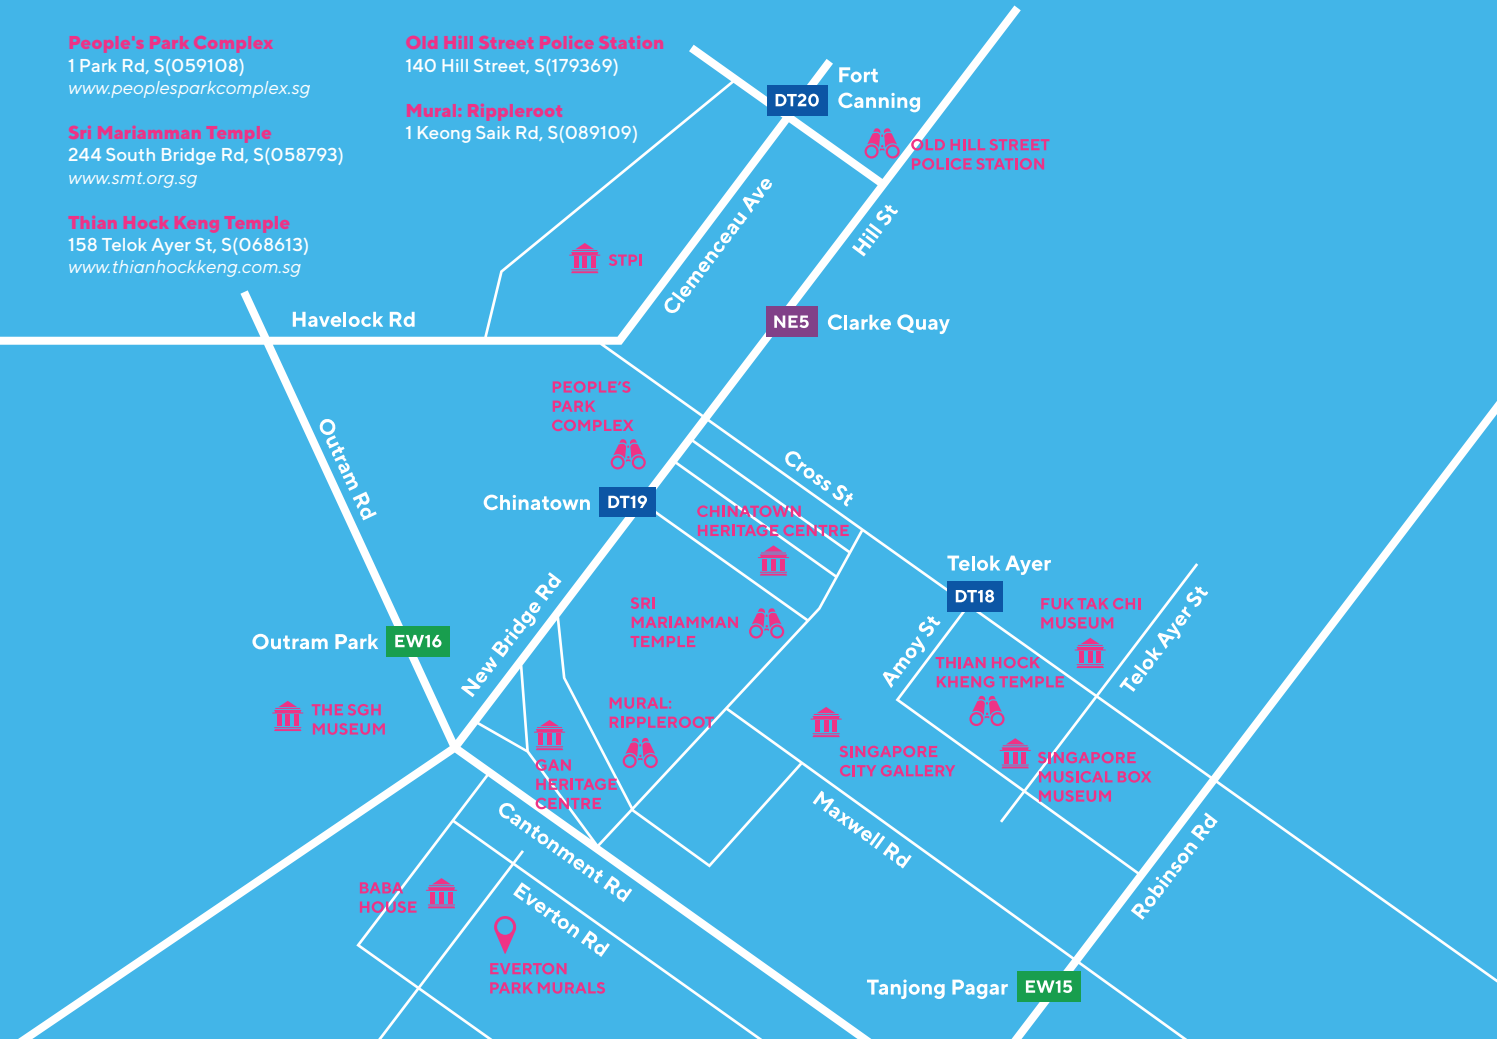 People's Park Complex
1 Park Rd, S(059108)
www.peoplesparkcomplex.sg
Sri Mariamman Temple
244 South Bridge Rd, S(058793)
www.smt.org.sg
Thian Hock Keng Temple
158 Telok Ayer St, S(068613)
www.thianhockkeng.com.sg
Old Hill Street Police Station
140 Hill Street, S(179369)
Mural: Rippleroot
1 Keong Saik Rd, S(089109)
DT20
Fort
Canning
OLD HILL STREET
POLICE STATION
Clemenceau Ave
Hill St
STPI
Havelock Rd
NE5
Clarke Quay
PEOPLE'S
PARK
COMPLEX
Outram Rd
Cross St
Chinatown
DT19
CHINATOWN
HERITAGE CENTRE
Telok Ayer
DT18
New Bridge Rd
SRI
MARIAMMAN
TEMPLE
FUK TAK CHI
MUSEUM
Telok Ayer St
Amoy St
Outram Park
EW16
THIAN HOCK
KHENG TEMPLE
THE SGH
MUSEUM
MURAL:
RIPPLEROOT
GAN
HERITAGE
CENTRE
SINGAPORE
CITY GALLERY
SINGAPORE
MUSICAL BOX
MUSEUM
Cantonment Rd
Maxwell Rd
Robinson Rd
BABA
HOUSE
Everton Rd
EVERTON
PARK MURALS
Tanjong Pagar
EW15